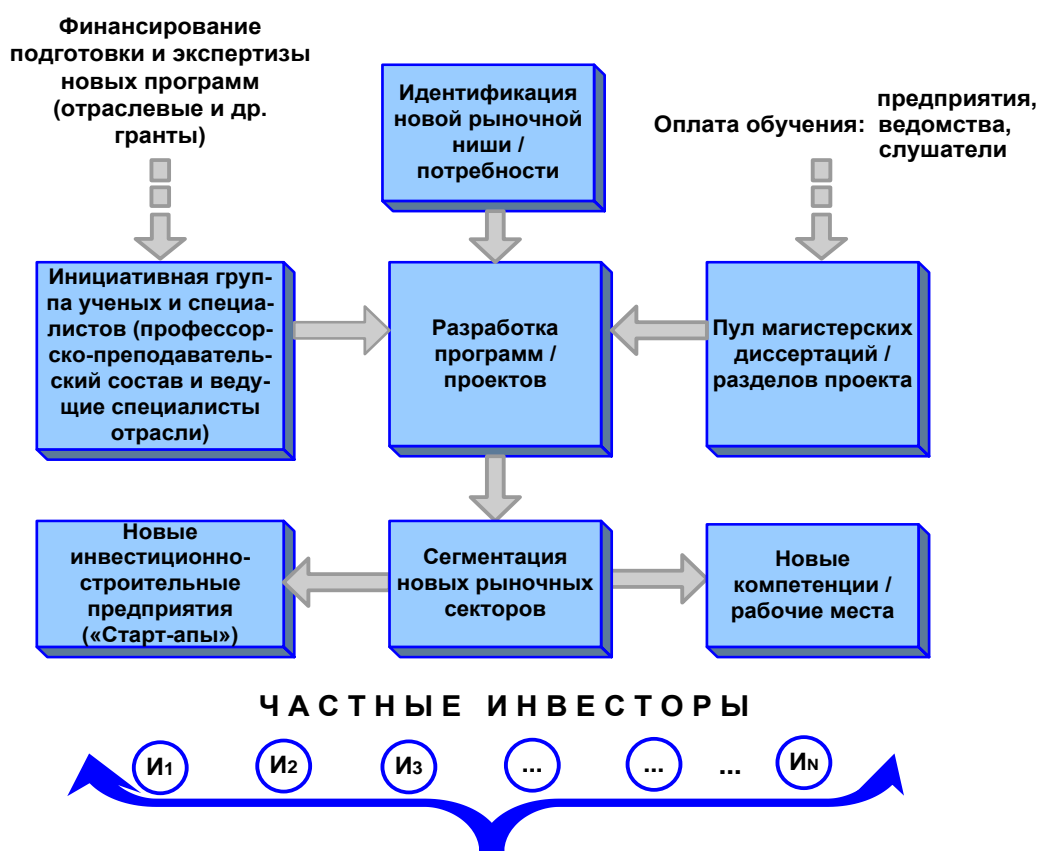 Финансирование
подготовки и экспертизы
новых программ
(отраслевые и др.
гранты)
Идентификация
новой рыночной
ниши /
потребности
Оплата обучения:
предприятия,
ведомства,
слушатели
Инициативная груп-
па ученых и специа-
листов (профессор-
ско-преподаватель-
ский состав и веду-
щие специалисты
отрасли)
Разработка
программ /
проектов
Пул магистерских
диссертаций /
разделов проекта
Новые
инвестиционно-
строительные
предприятия
(«Старт-апы»)
Сегментация
новых рыночных
секторов
Новые
компетенции /
рабочие места
ЧАСТНЫЕ ИНВЕСТОРЫ
И1 И2 И3 ... ... ... ИN